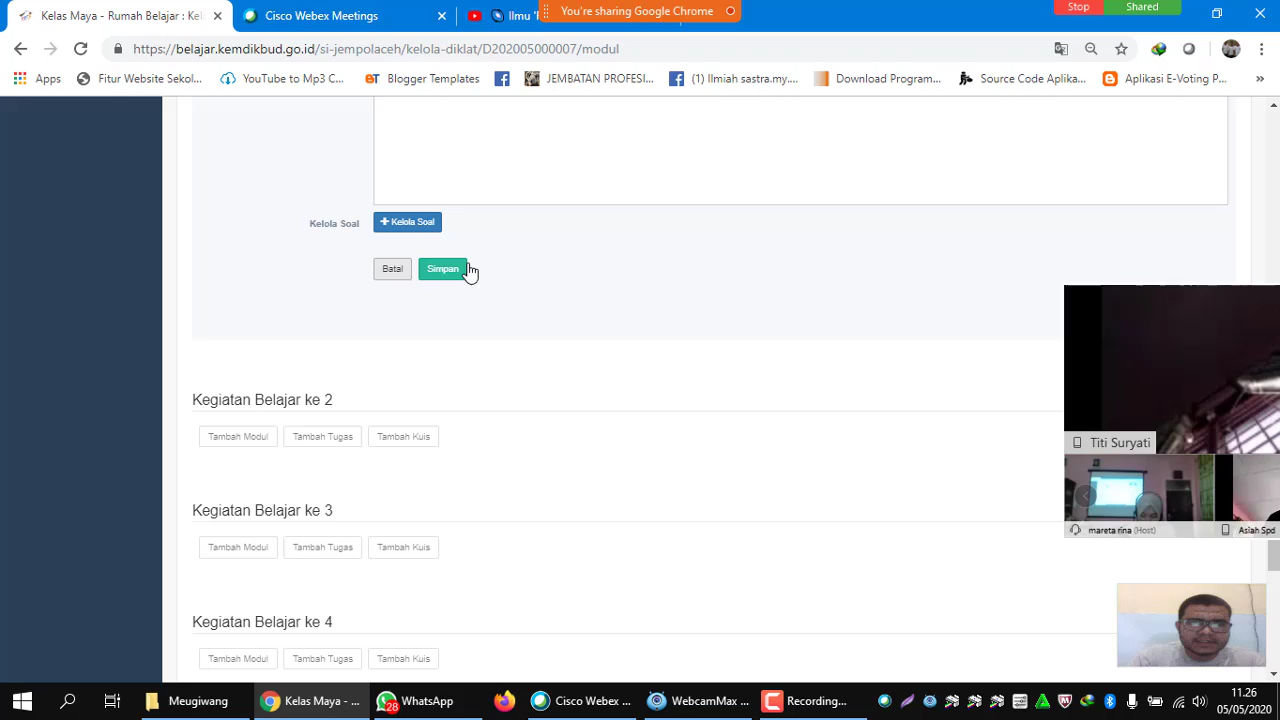 Kelas Maya - Rumah Belajar : Kel
Cisco Webex Meetings
Ilmu '
You're sharing Google Chrome
Stop
Shared
https://belajar.kemdikbud.go.id/si-jempolaceh/kelola-diklat/D202005000007/modul
Apps
Fitur Website Sekol...
YouTube to Mp3 C...
eT Blogger Templates
JEMBATAN PROFESI...
(1) Ilmiah sastra.my....
Download Program...
Source Code Aplika...
Aplikasi E-Voting P...
»
Kelola Soal
+ Kelola Soal
Batal
Simpan
Kegiatan Belajar ke 2
Tambah Modul
Tambah Tugas
Tambah Kuis
Titi Suryati
Kegiatan Belajar ke 3
mareta rina (Host)
Asiah Spd
Tambah Modul
Tambah Tugas
Tambah Kuis
Kegiatan Belajar ke 4
Tambah Modul
Tambah Tugas
Tambah Kuis
Meugiwang
Kelas Maya - ...
28
WhatsApp
Cisco Webex ...
WebcamMax ...
Recording...
11.26
05/05/2020